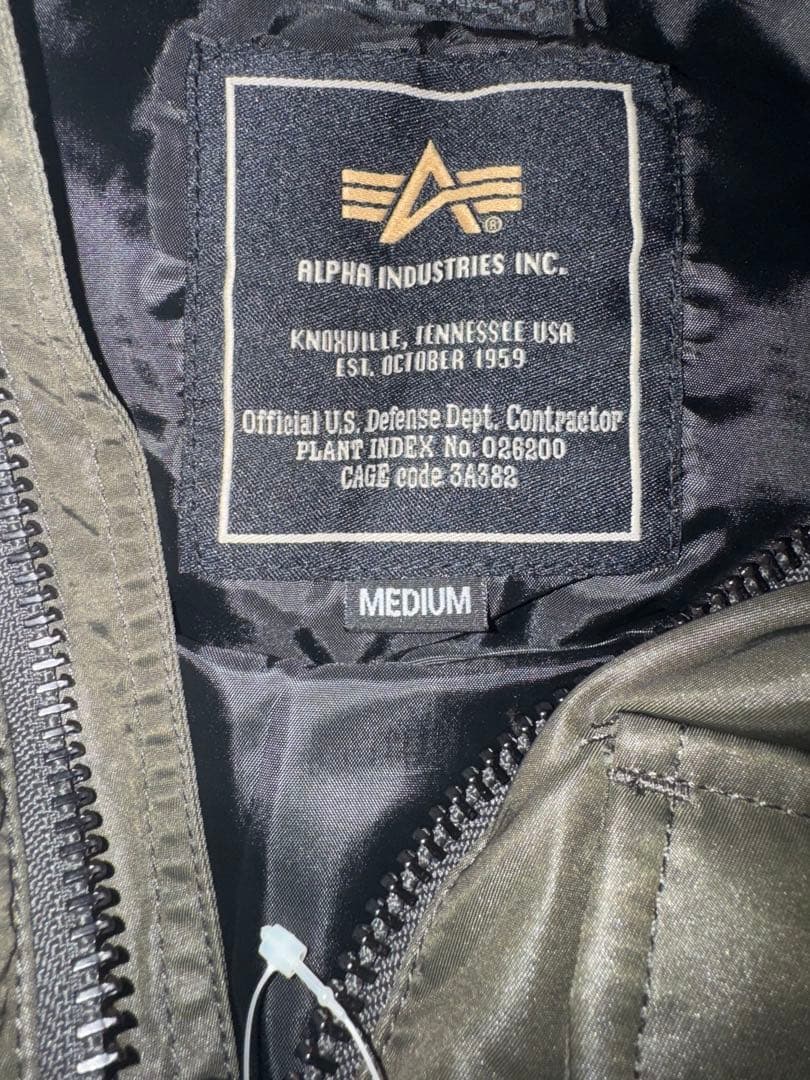 ®
ALPHA INDUSTRIES INC.
KNOXVILLE, TENNESSEE USA
EST. OCTOBER 1959
Official U.S. Defense Dept. Contractor
PLANT INDEX No. 026200
CAGE code 3A382
MEDIUM